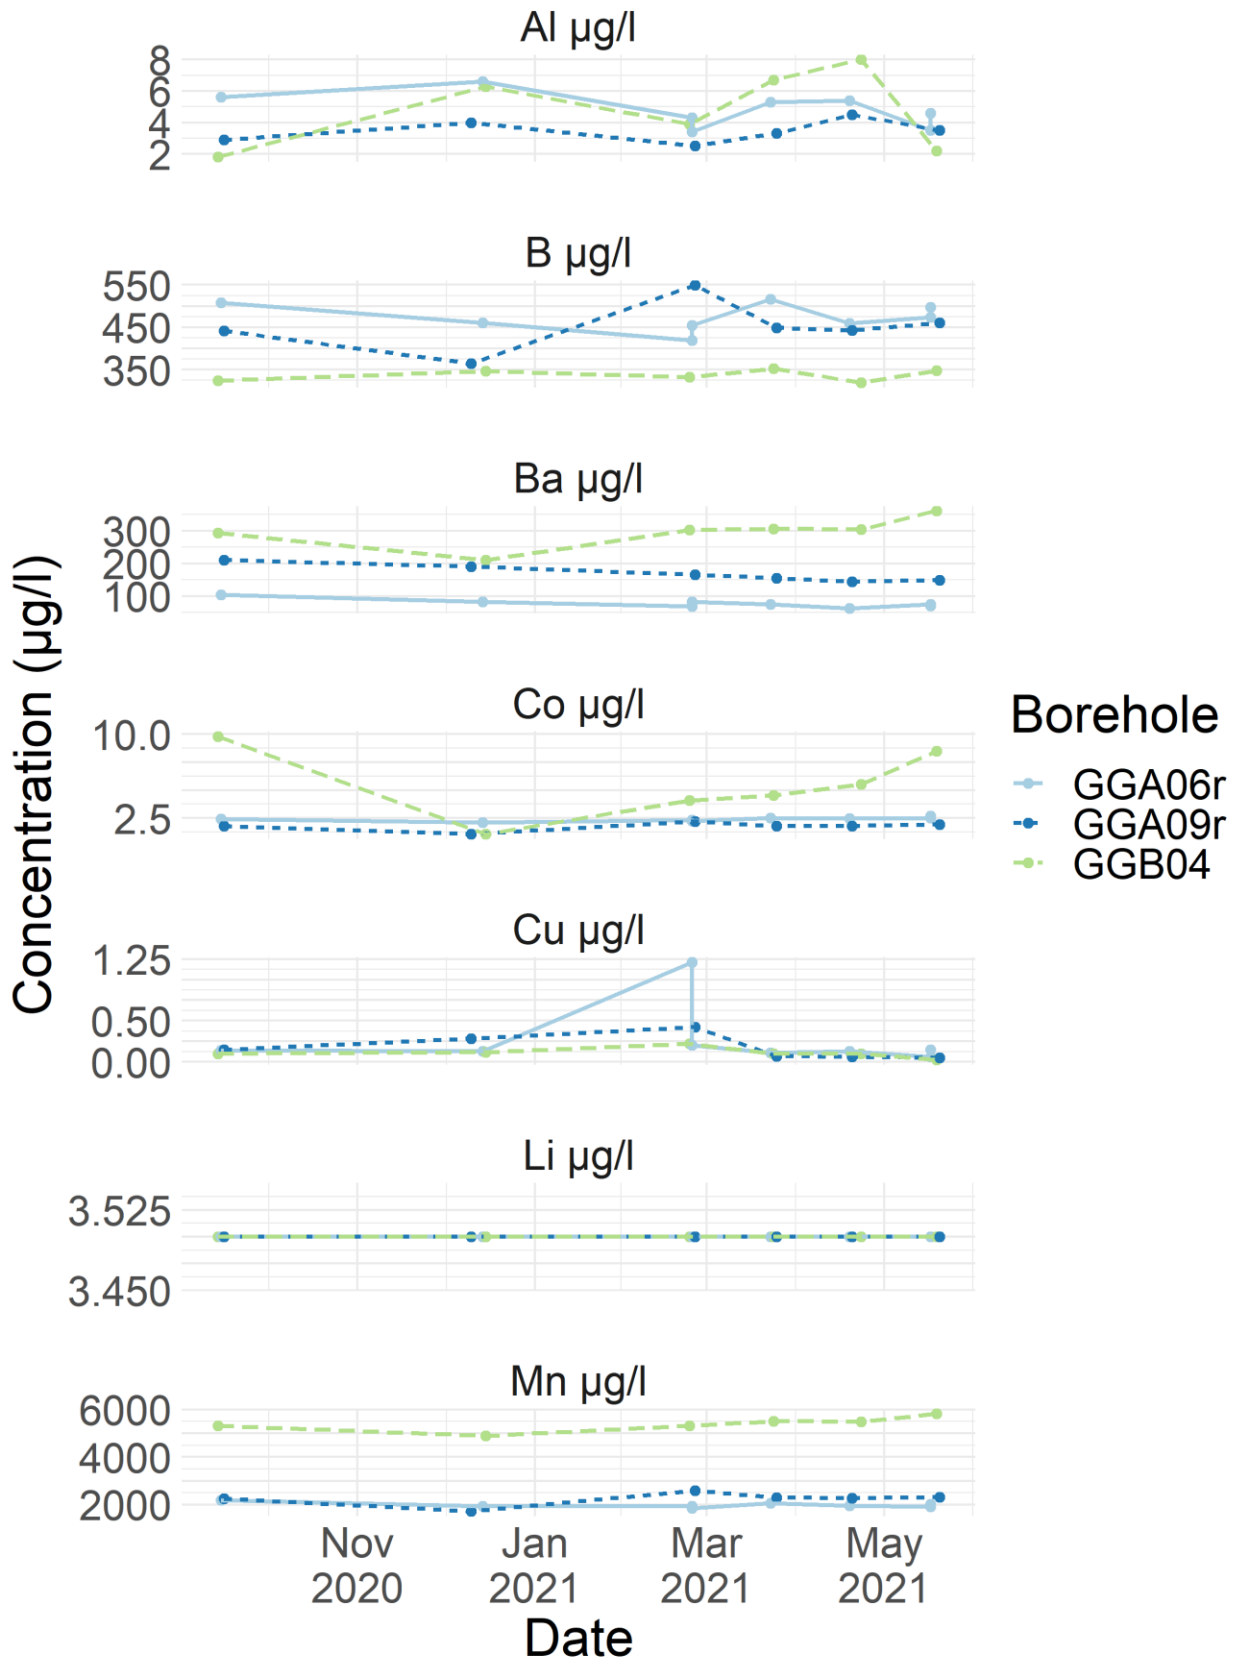 Al µg/l
8
6
4
2
B µg/l
550
450
350
Ba µg/l
300
200
100
Concentration (µg/l)
Co µg/l
10.0
2.5
Borehole
GGA06r
GGA09r
GGB04
Cu µg/l
1.25
0.50
0.00
Li µg/l
3.525
3.450
Mn µg/l
6000
4000
2000
Nov Jan Mar May
2020 2021 2021 2021
Date